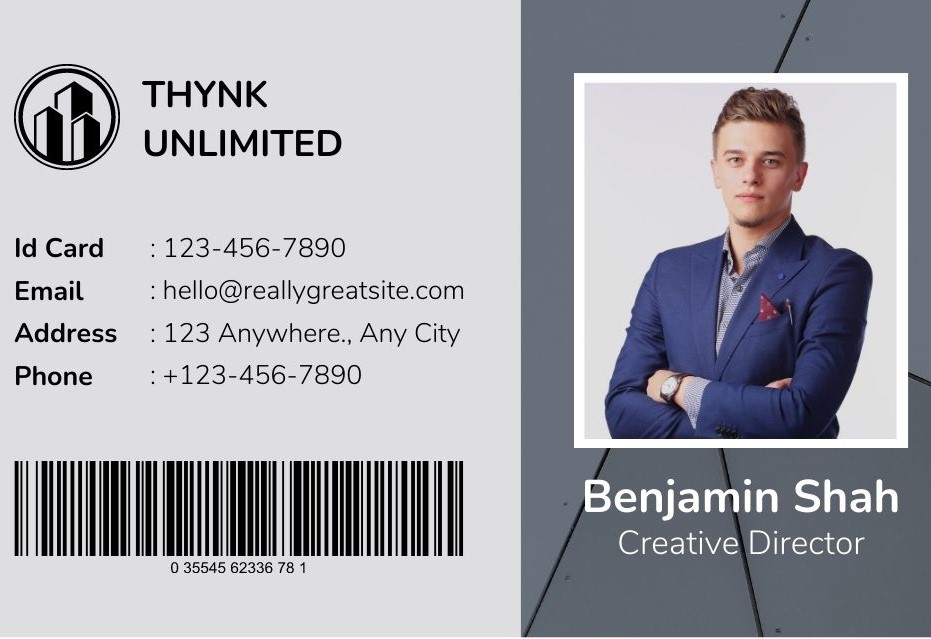 THYNK
UNLIMITED
Id Card : 123-456-7890
Email : hello@reallygreatsite.com
Address : 123 Anywhere., Any City
Phone : +123-456-7890
0 35545 62336 78 1
Benjamin Shah
Creative Director